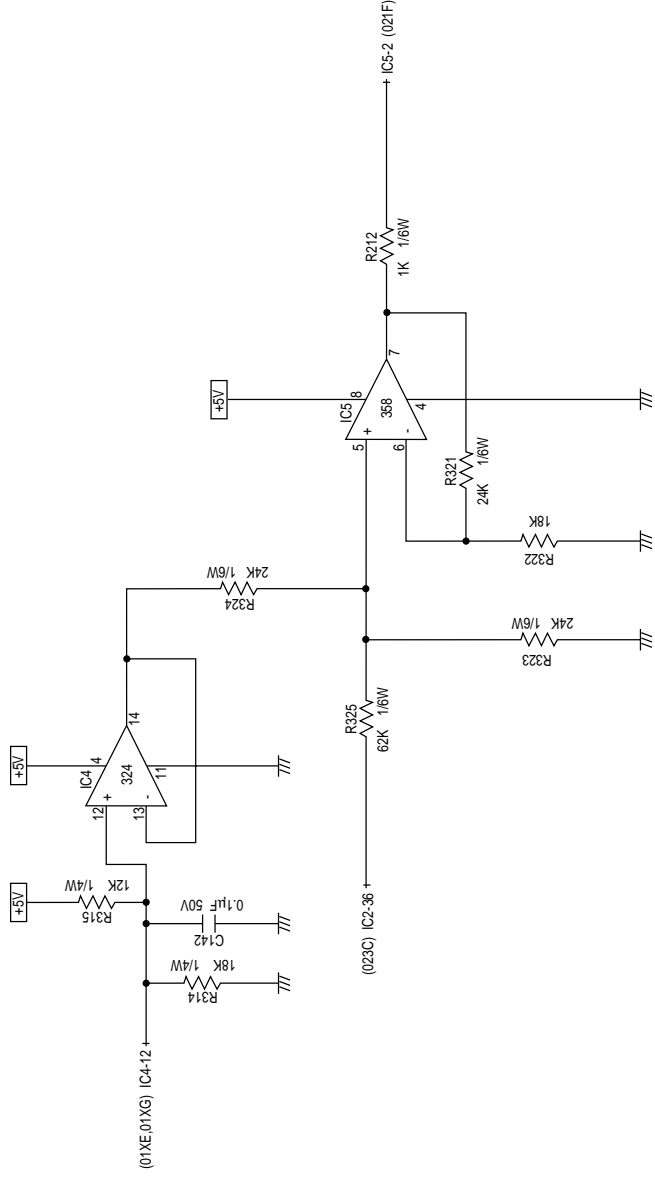 +5V
+5V
R315
12K 1/4W
C142
0.1µF 50V
R314
18K 1/4W
(01XE,01XG) IC4-12
IC4
4
12
+
324
13
-
11
14
R324
24K 1/6W
+5V
IC5
8
5
+
358
6
-
4
7
R212
1K 1/6W
IC5-2 (021F)
R321
24K 1/6W
R322
18K
R323
24K 1/6W
R325
62K 1/6W
(023C) IC2-36